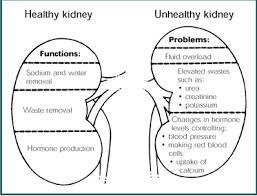 Healthy kidney
Functions:
Sodium and water
removal
Waste removal
Hormone production
Unhealthy kidney
Problems:
Fluid overload
Elevated wastes
such as:
• urea
• creatinine
• potassium
Changes in hormone
levels controlling:
• blood pressure
• making red blood
cells
• uptake of
calcium